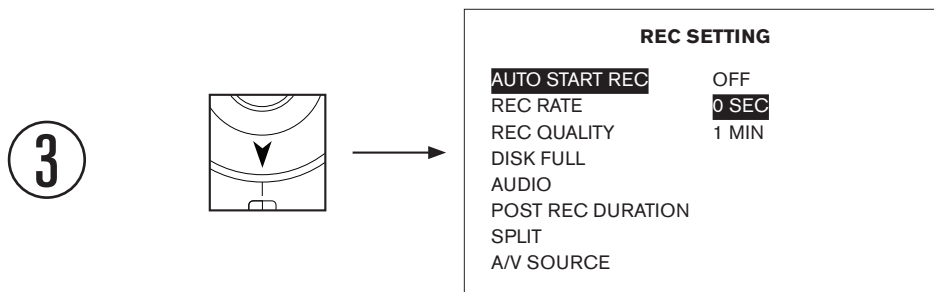 3
REC SETTING
AUTO START REC OFF
REC RATE 0 SEC
REC QUALITY 1 MIN
DISK FULL
AUDIO
POST REC DURATION
SPLIT
A/V SOURCE